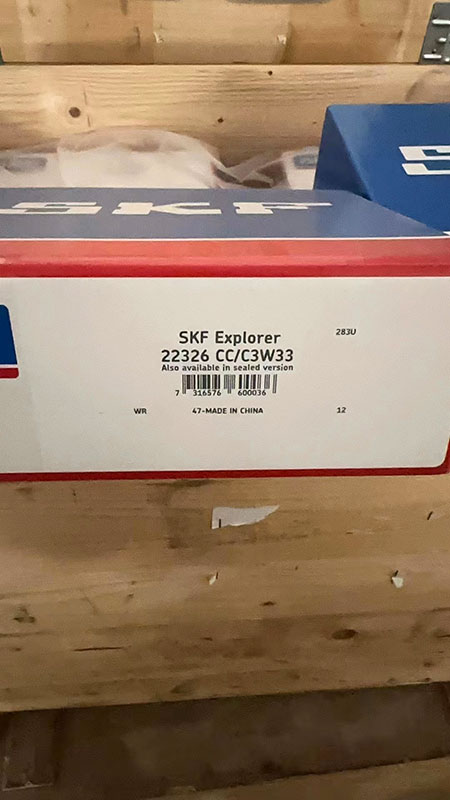 SKF
SKF Explorer
283U
22326 CC/C3W33
Also available in sealed version
7 316576 600036
WR
47-MADE IN CHINA
12